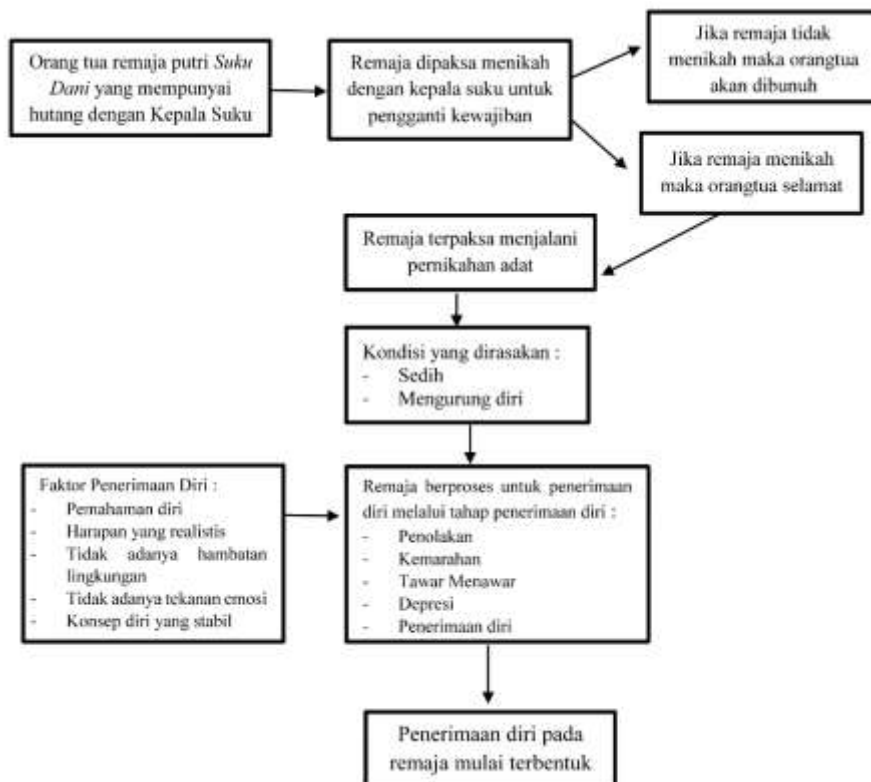 Orang tua remaja putri Suku
Dani yang mempunyai
hutang dengan Kepala Suku
Remaja dipaksa menikah
dengan kepala suku untuk
pengganti kewajiban
Jika remaja tidak
menikah maka orangtua
akan dibunuh
Jika remaja menikah
maka orangtua selamat
Remaja terpaksa menjalani
pernikahan adat
Kondisi yang dirasakan :
- Sedih
- Mengurung diri
Faktor Penerimaan Diri :
- Pemahaman diri
- Harapan yang realistis
- Tidak adanya hambatan
lingkungan
- Tidak adanya tekanan emosi
- Konsep diri yang stabil
Remaja berproses untuk penerimaan
diri melalui tahap penerimaan diri :
- Penolakan
- Kemarahan
- Tawar Menawar
- Depresi
- Penerimaan diri
Penerimaan diri pada
remaja mulai terbentuk